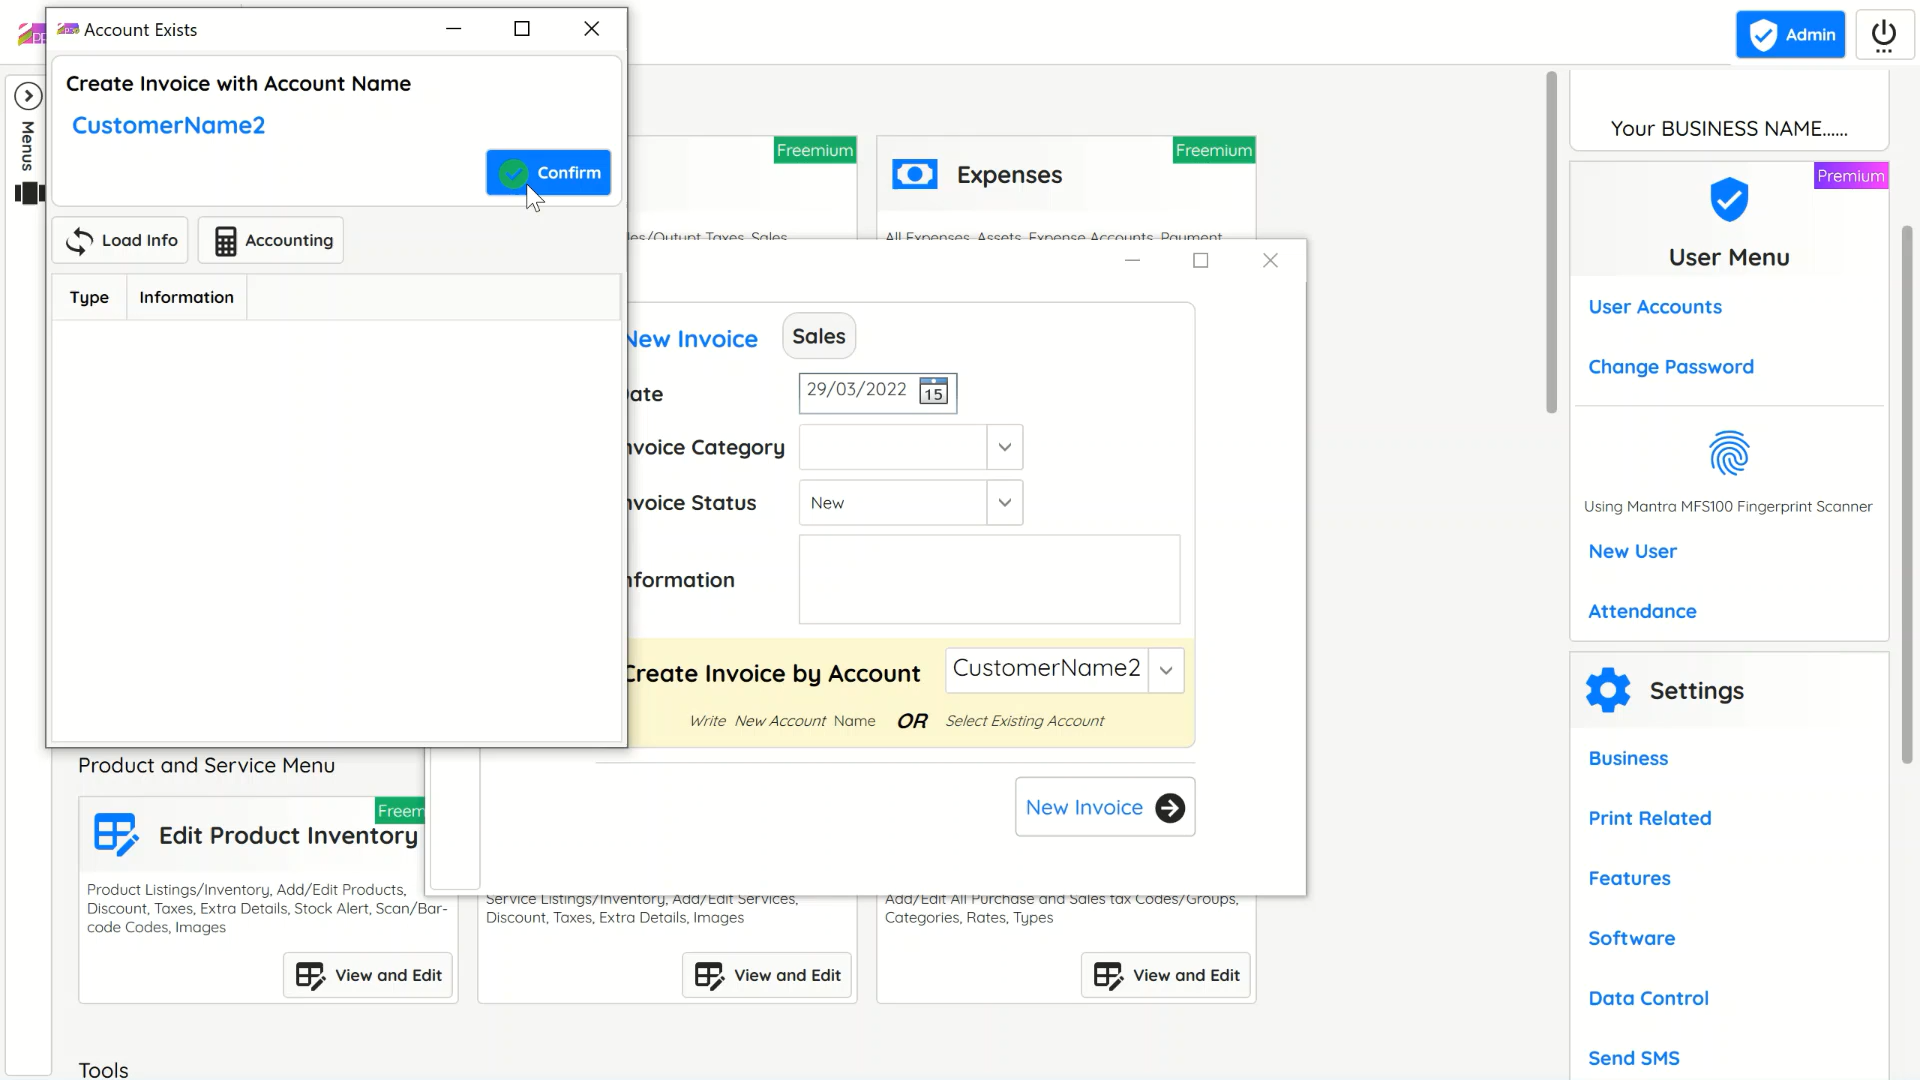 Account Exists
Create Invoice with Account Name
CustomerName2
Confirm
Load Info
Accounting
Type
Information
Menus
Admin
Freemium
Freemium
Expenses
All Expenses, Assets, Expense Accounts, Payment
New Invoice
Sales
Date
29/03/2022
15
Invoice Category
Invoice Status
New
Information
Create Invoice by Account
CustomerName2
Write New Account Name OR Select Existing Account
New Invoice
Product and Service Menu
Freem
Edit Product Inventory
Product Listings/Inventory, Add/Edit Products,
Discount, Taxes, Extra Details, Stock Alert, Scan/Bar-
code Codes, Images
View and Edit
Service Listings/Inventory, Add/Edit Services,
Discount, Taxes, Extra Details, Images
View and Edit
Add/Edit All Purchase and Sales tax Codes/Groups,
Categories, Rates, Types
View and Edit
Tools
Your BUSINESS NAME......
Premium
User Menu
User Accounts
Change Password
Using Mantra MFS100 Fingerprint Scanner
New User
Attendance
Settings
Business
Print Related
Features
Software
Data Control
Send SMS